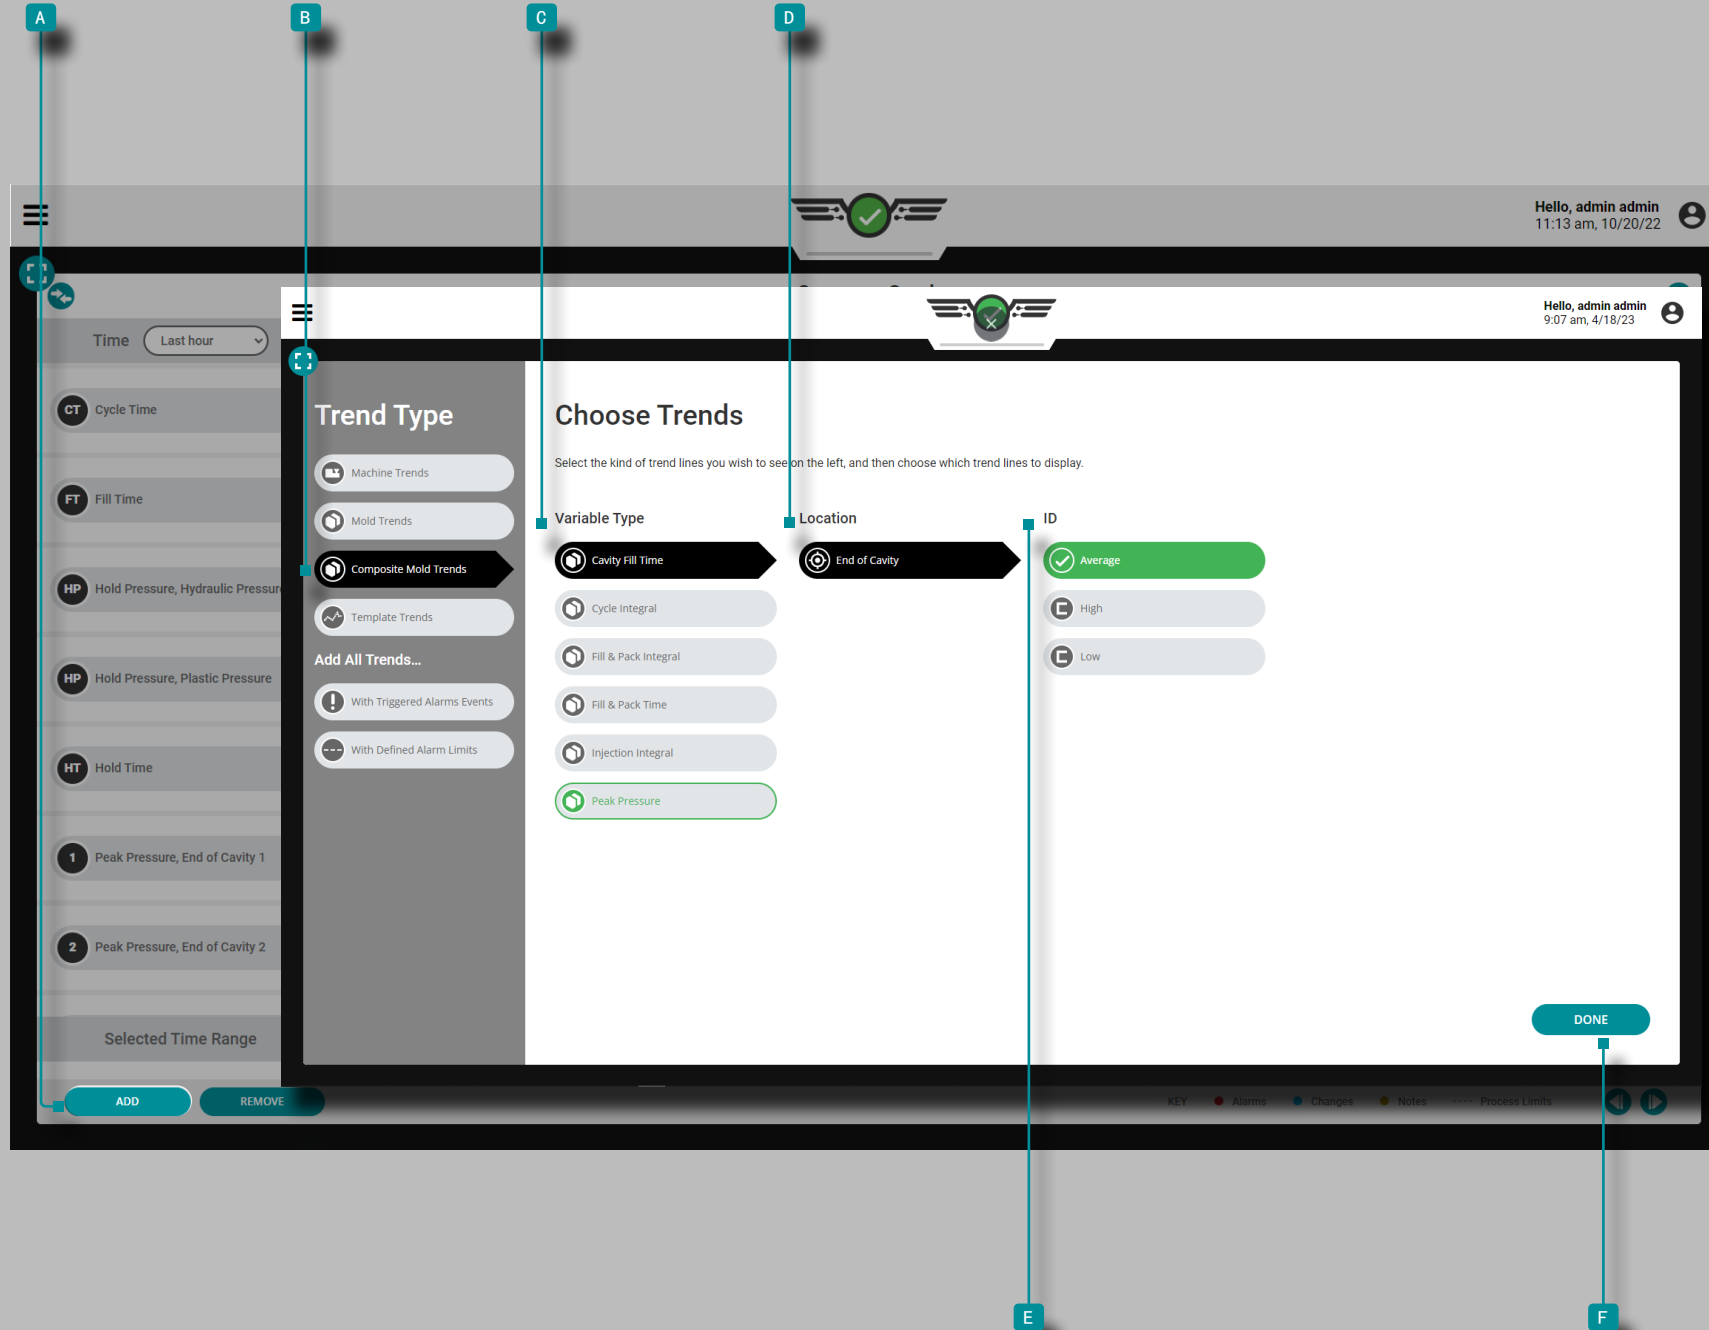 A
B
C
D
Hello, admin admin
11:13 am, 10/20/22
Hello, admin admin
9:07 am, 4/18/23
Time
Last hour
CT Cycle Time
FT Fill Time
HP Hold Pressure, Hydraulic Pressure
HP Hold Pressure, Plastic Pressure
HT Hold Time
1 Peak Pressure, End of Cavity 1
2 Peak Pressure, End of Cavity 2
Selected Time Range
Trend Type
Machine Trends
Mold Trends
Composite Mold Trends
Template Trends
Add All Trends...
With Triggered Alarms Events
With Defined Alarm Limits
Choose Trends
Select the kind of trend lines you wish to see on the left, and then choose which trend lines to display.
Variable Type
Cavity Fill Time
Cycle Integral
Fill & Pack Integral
Fill & Pack Time
Injection Integral
Peak Pressure
Location
End of Cavity
ID
Average
High
Low
DONE
ADD
REMOVE
KEY
Alarms
Changes
Notes
Process Limits
E
F